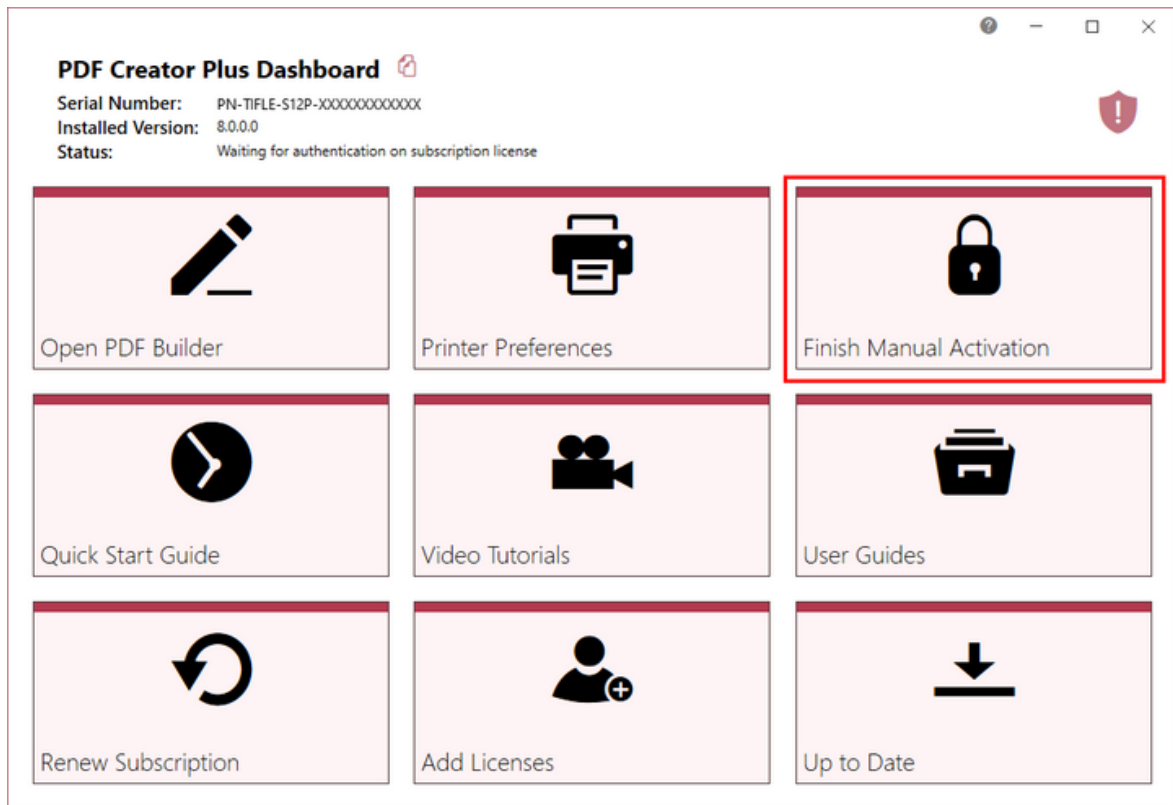 PDF Creator Plus Dashboard
Serial Number: PN-TIFLE-S12P-XXXXXXXXXXXX
Installed Version: 8.0.0.0
Status: Waiting for authentication on subscription license
Open PDF Builder
Printer Preferences
Finish Manual Activation
Quick Start Guide
Video Tutorials
User Guides
Renew Subscription
Add Licenses
Up to Date